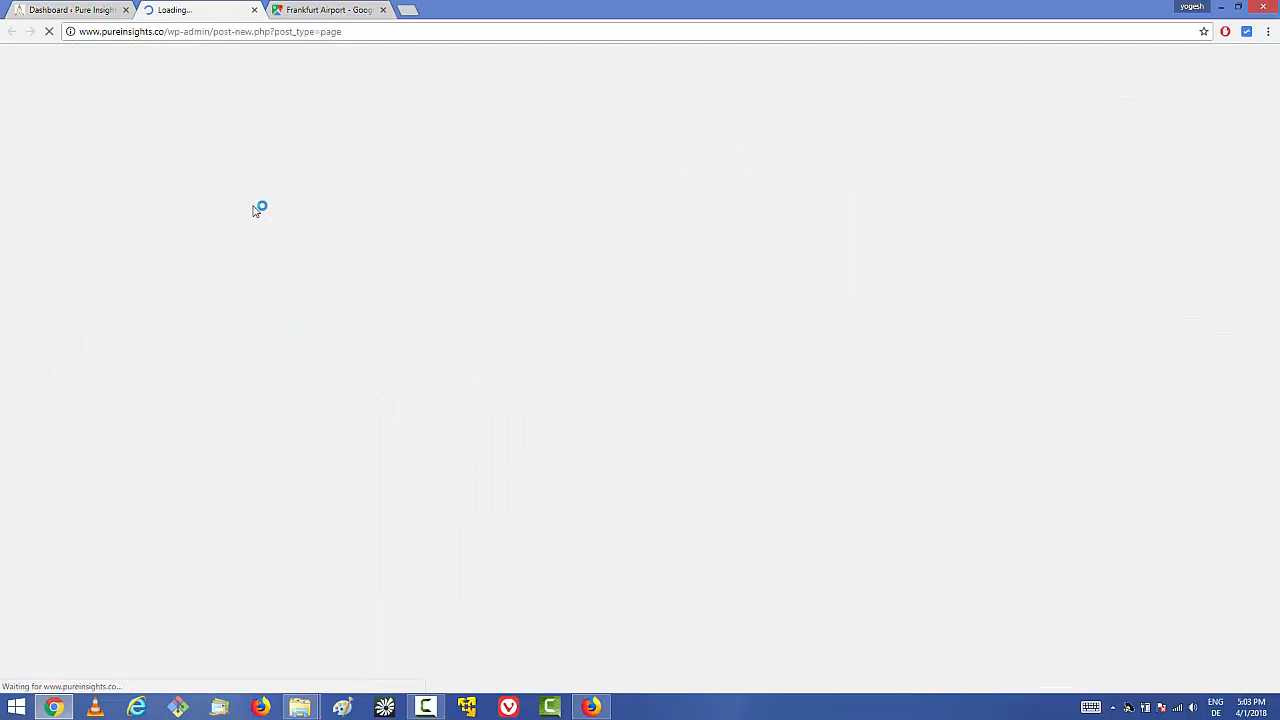 Dashboard ‹ Pure Insigh
Loading...
Frankfurt Airport - Goog
yogesh
www.pureinsights.co/wp-admin/post-new.php?post_type=page
Waiting for www.pureinsights.co...
ENG
DE
5:03 PM
4/1/2018